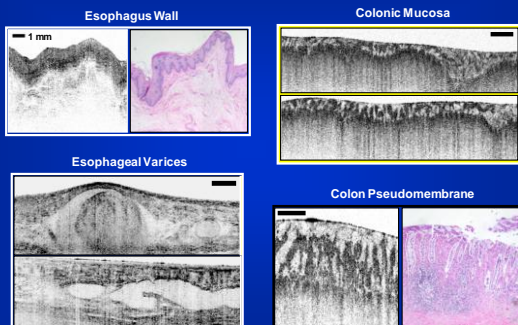 Esophagus Wall
1 mm
Colonic Mucosa
Esophageal Varices
Colon Pseudomembrane